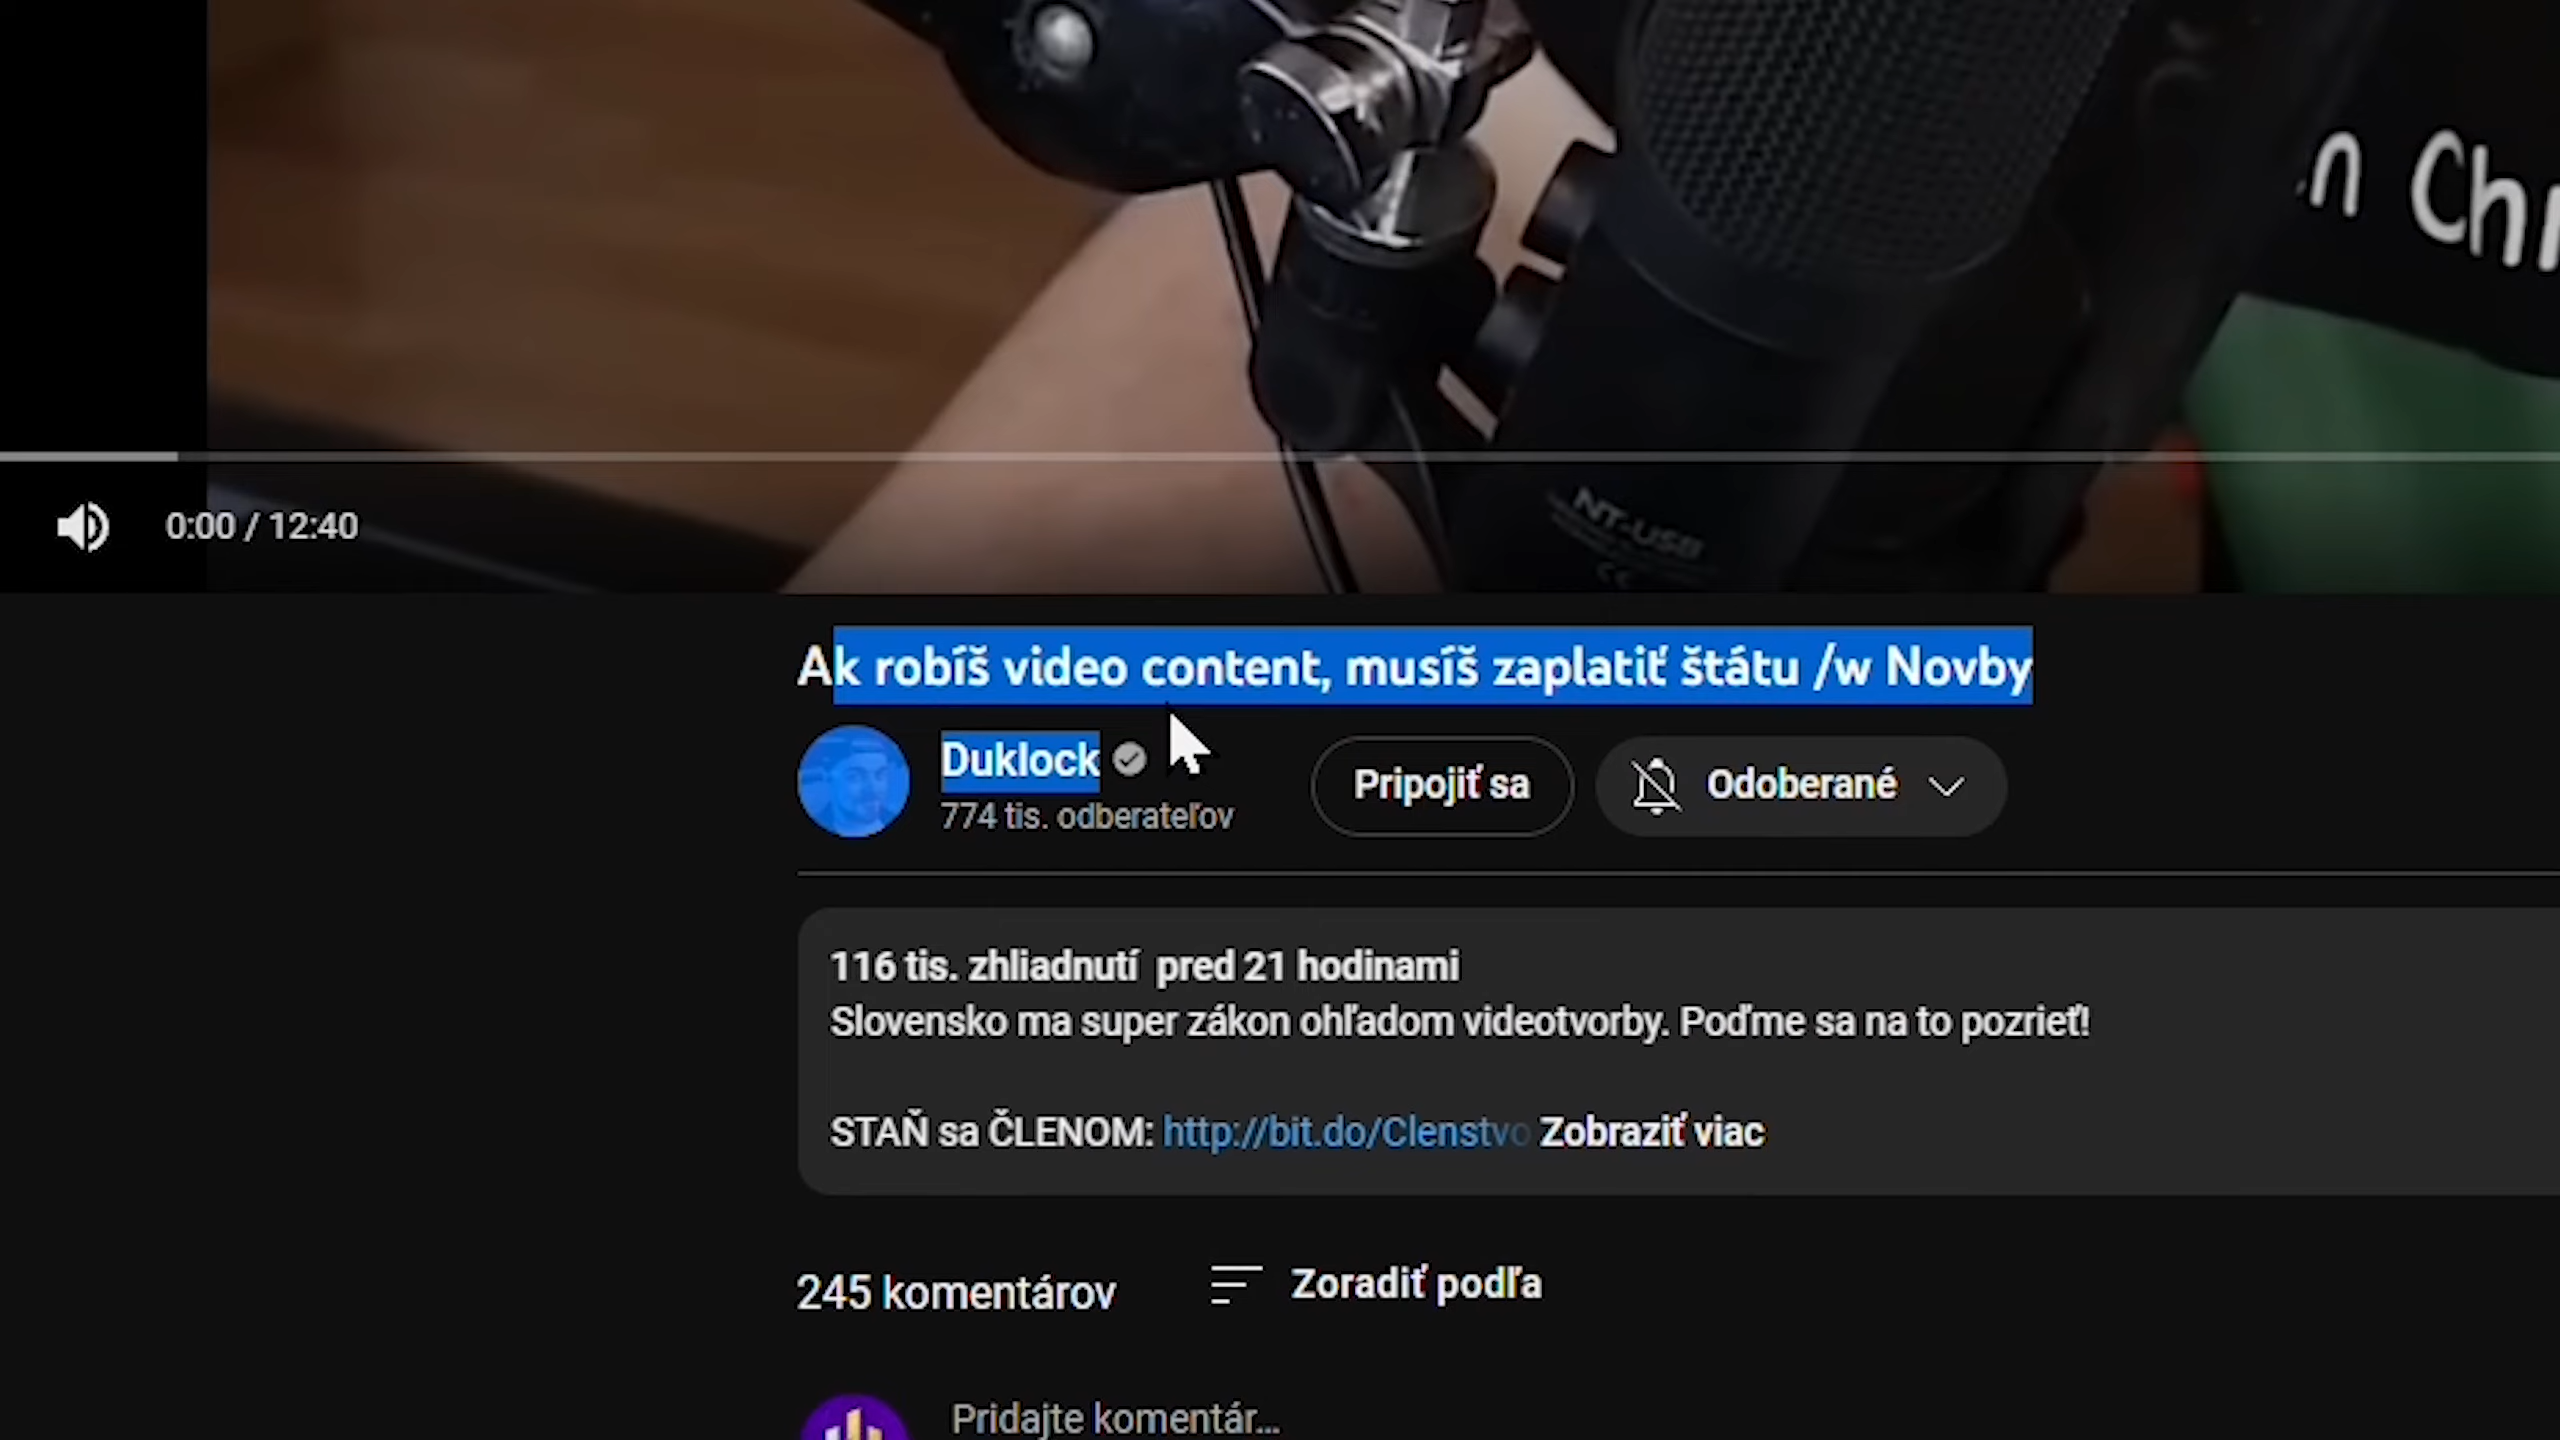 n Chr
NT-USB
0:00 / 12:40
Ak robíš video content, musíš zaplatiť štátu /w Novby
Duklock
774 tis. odberateľov
Pripojiť sa
Odoberané
116 tis. zhliadnutí pred 21 hodinami
Slovensko ma super zákon ohľadom videotvorby. Poďme sa na to pozrieť!
STAŇ sa ČLENOM: http://bit.do/Clenstvo Zobraziť viac
245 komentárov
Zoradiť podľa
Pridajte komentár...